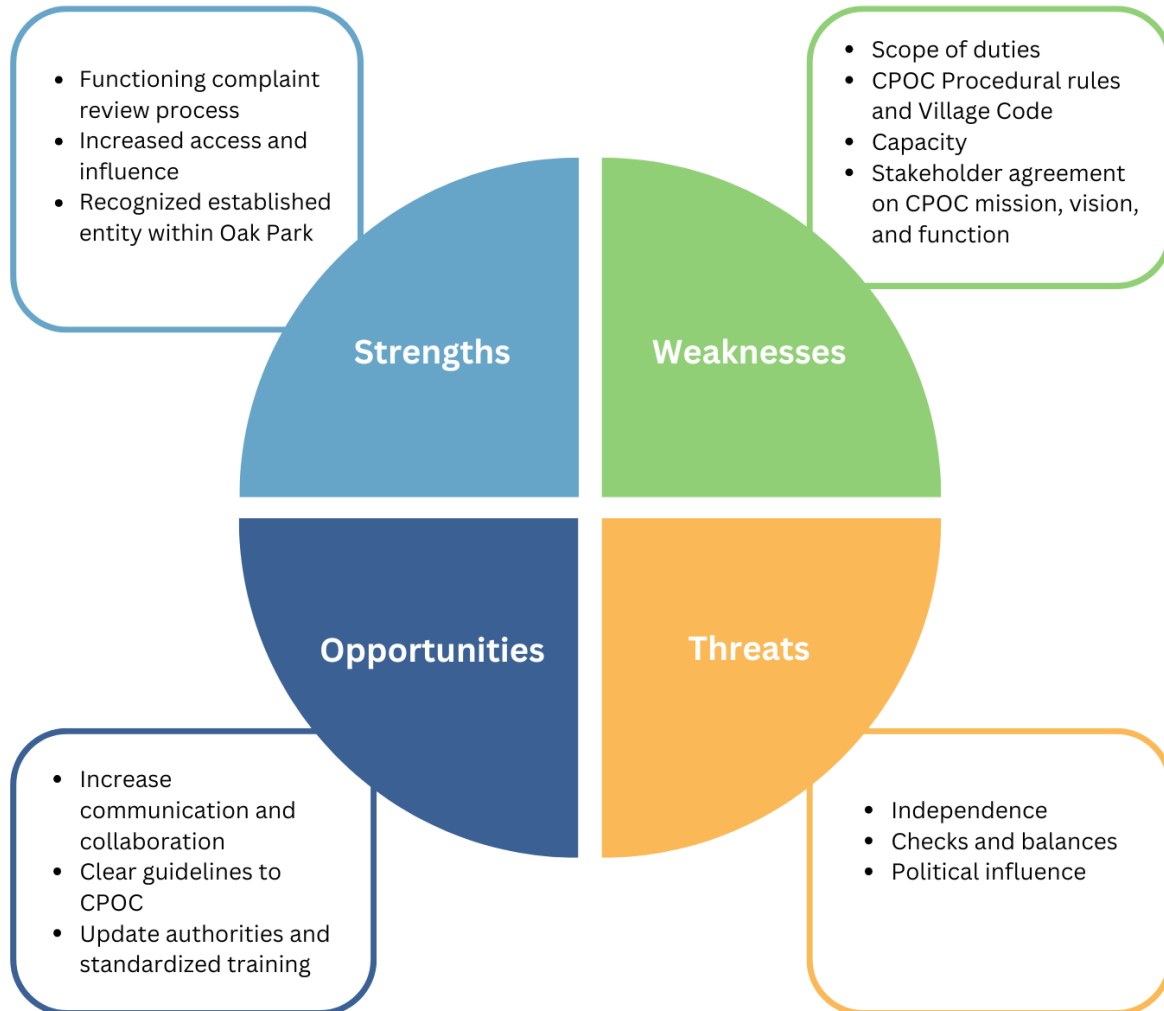 • Functioning complaint
review process
• Increased access and
influence
• Recognized established
entity within Oak Park
• Scope of duties
• CPOC Procedural rules
and Village Code
• Capacity
• Stakeholder agreement
on CPOC mission, vision,
and function
Strengths
Weaknesses
Opportunities
Threats
• Increase
communication and
collaboration
• Clear guidelines to
CPOC
• Update authorities and
standardized training
• Independence
• Checks and balances
• Political influence